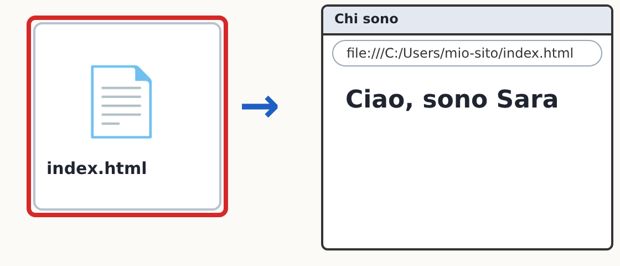 index.html
→
Chi sono
file:///C:/Users/mio-sito/index.html
Ciao, sono Sara